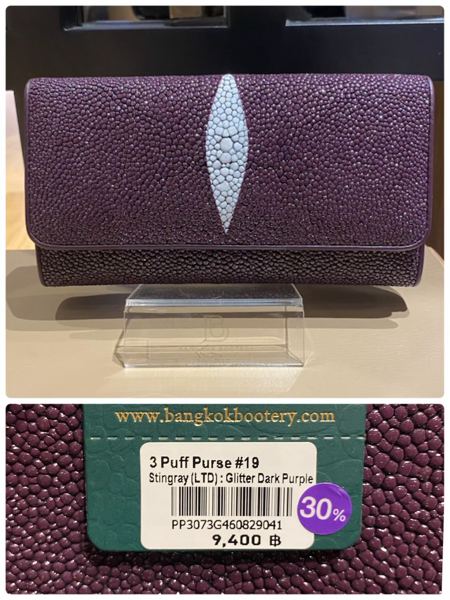 www.bangkokbootery.com
3 Puff Purse #19
Stingray (LTD) : Glitter Dark Purple
30%
PP3073G460829041
9,400 ฿